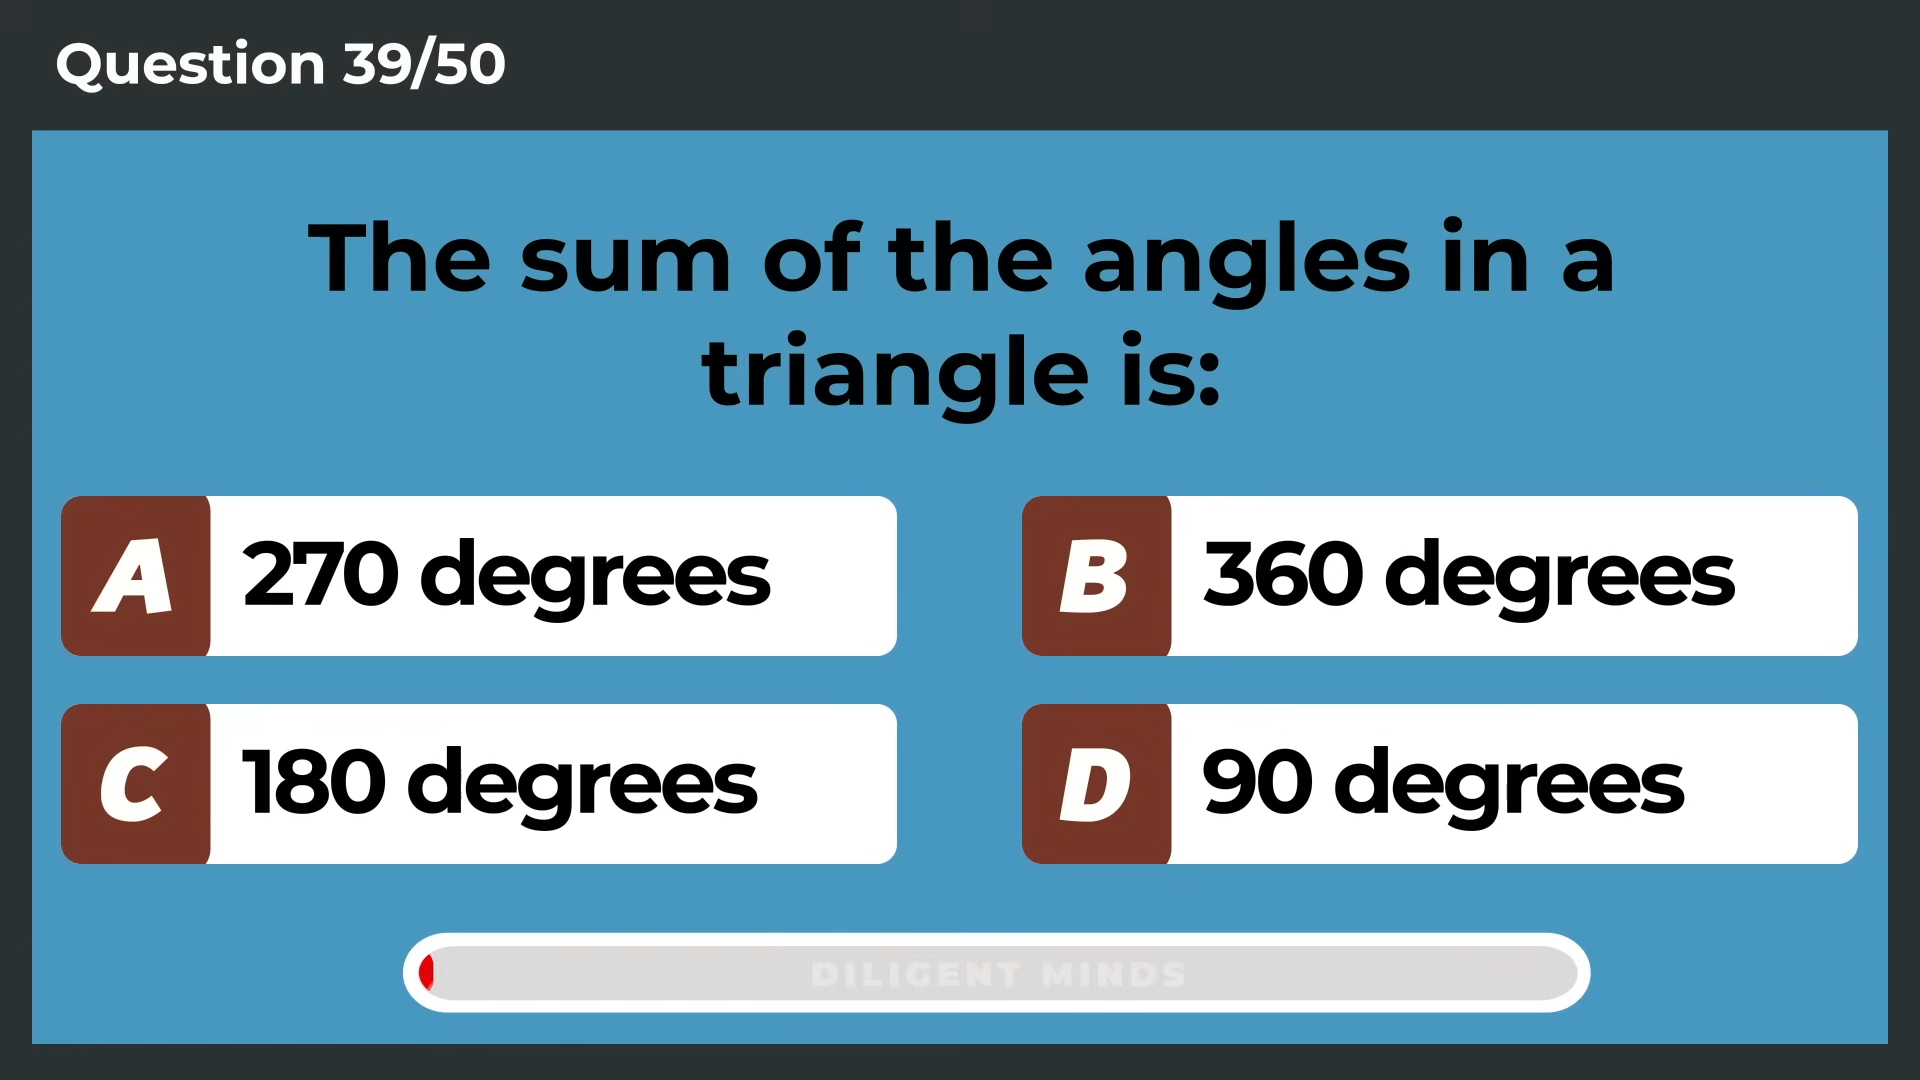 Question 39/50
The sum of the angles in a
triangle is:
A 270 degrees
B 360 degrees
C 180 degrees
D 90 degrees
DILIGENT MINDS